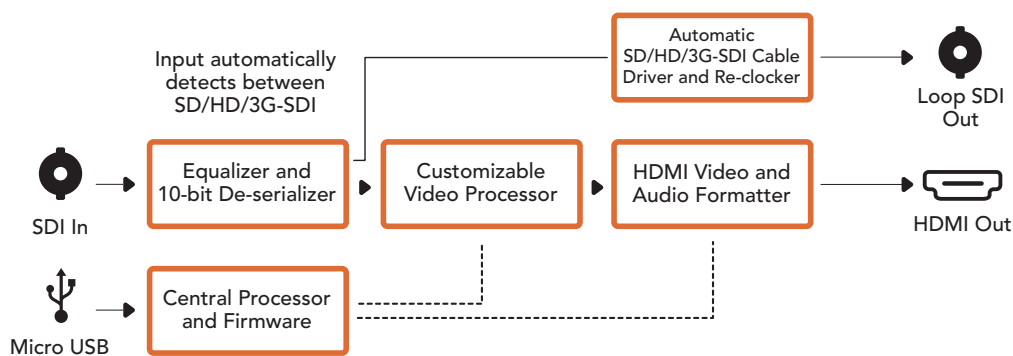 Input automatically
detects between
SD/HD/3G-SDI
Automatic
SD/HD/3G-SDI Cable
Driver and Re-clocker
Loop SDI
Out
SDI In
Equalizer and
10-bit De-serializer
Customizable
Video Processor
HDMI Video and
Audio Formatter
HDMI Out
Micro USB
Central Processor
and Firmware